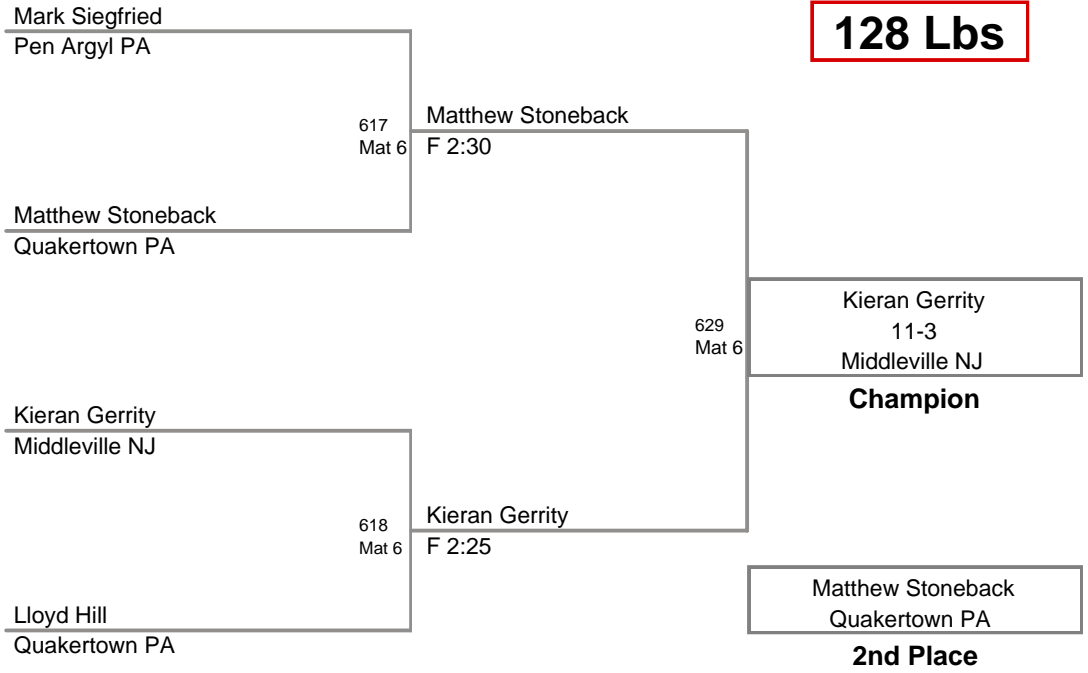 Mark Siegfried
128 Lbs
Pen Argyl PA
617
Mat 6
Matthew Stoneback
F 2:30
Matthew Stoneback
Quakertown PA
629
Mat 6
Kieran Gerrity
11-3
Middleville NJ
Champion
Kieran Gerrity
Middleville NJ
618
Mat 6
Kieran Gerrity
F 2:25
Lloyd Hill
Quakertown PA
Matthew Stoneback
Quakertown PA
2nd Place